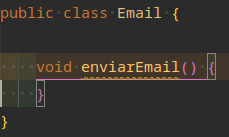 public class Email {
void enviarEmail() {
}
}